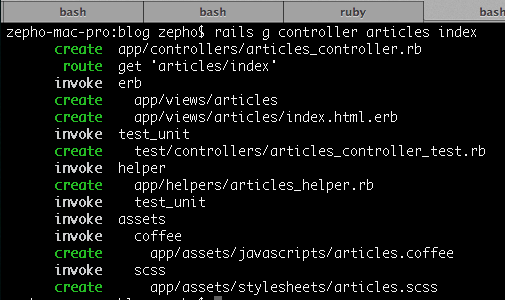 bash bash ruby bash
zepho-mac-pro:blog zepho$ rails g controller articles index
create app/controllers/articles_controller.rb
route get 'articles/index'
invoke erb
create app/views/articles
create app/views/articles/index.html.erb
invoke test_unit
create test/controllers/articles_controller_test.rb
invoke helper
create app/helpers/articles_helper.rb
invoke test_unit
invoke assets
invoke coffee
create app/assets/javascripts/articles.coffee
invoke scss
create app/assets/stylesheets/articles.scss